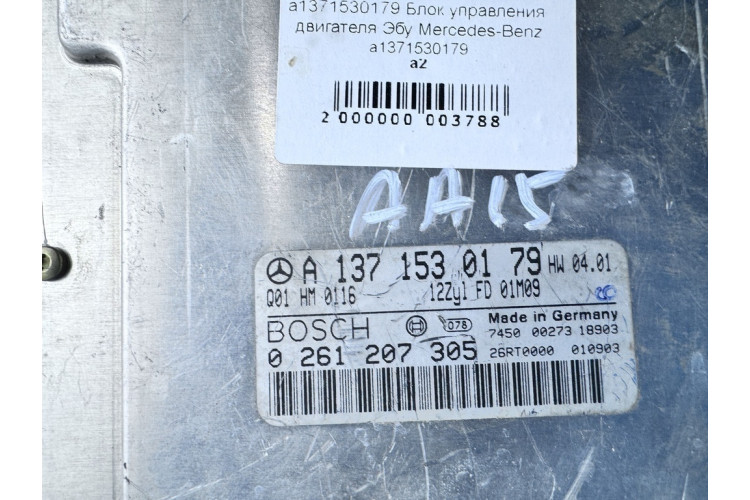 a1371530179 Блок управления
двигателя Эбу Mercedes-Benz
a1371530179
a2
2 000000 003788
AA15
A 137 153 01 79 HW 04.01
Q01 HM 0116 12Zyl FD 01M09
BOSCH 078 Made in Germany
7450 00273 18903
0 261 207 305 26RT0000 010903